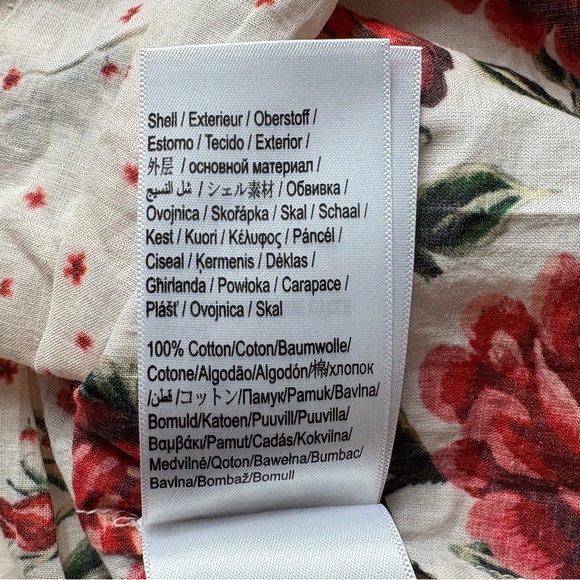 Shell / Exterieur / Oberstoff /
Estorno / Tecido / Exterior /
外层 / основной материал /
شل النسيج / シェル素材 / Обвивка /
Ovojnica / Skořápka / Skal / Schaal /
Kest / Kuori / Κέλυφος / Páncél /
Ciseal / Ķermenis / Dėklas /
Ghirlanda / Powłoka / Carapace /
Plášť / Ovojnica / Skal
100% Cotton/Coton/Baumwolle/
Cotone/Algodão/Algodón/棉/хлопок
/قطن/コットン/Памук/Pamuk/Bavlna/
Bomuld/Katoen/Puuvill/Puuvilla/
Βαμβάκι/Pamut/Cadás/Kokvilna/
Medvilnė/Qoton/Bawełna/Bumbac/
Bavlna/Bombaž/Bomull